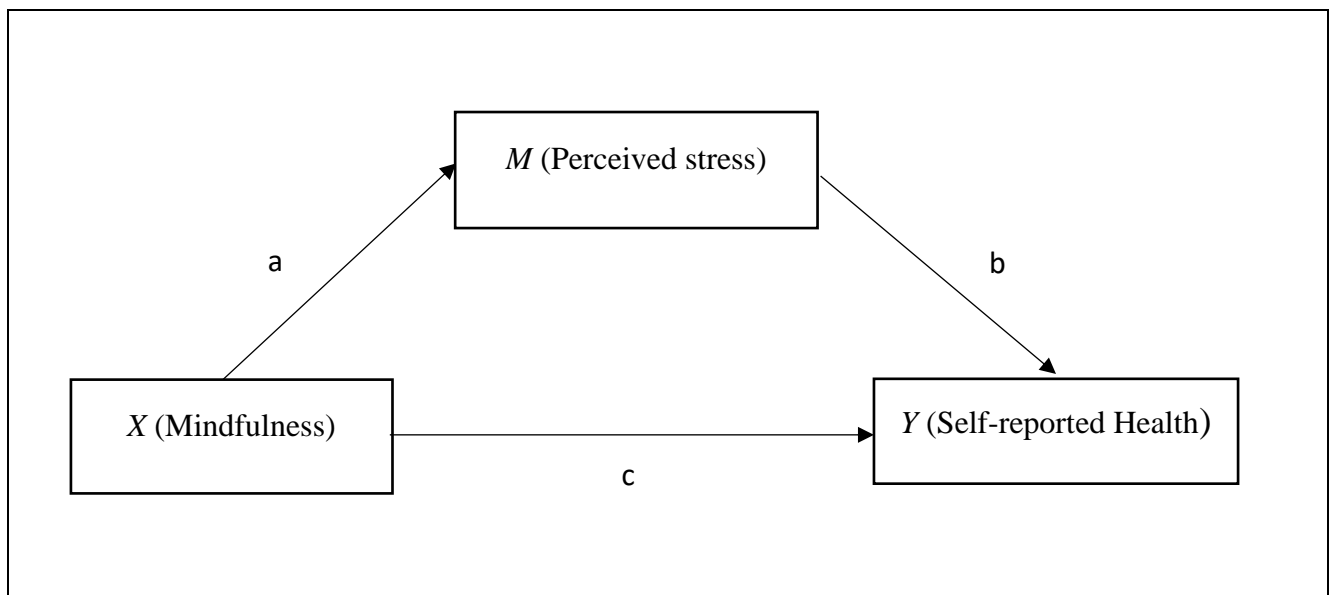 M (Perceived stress)
a
b
X (Mindfulness)
Y (Self-reported Health)
c